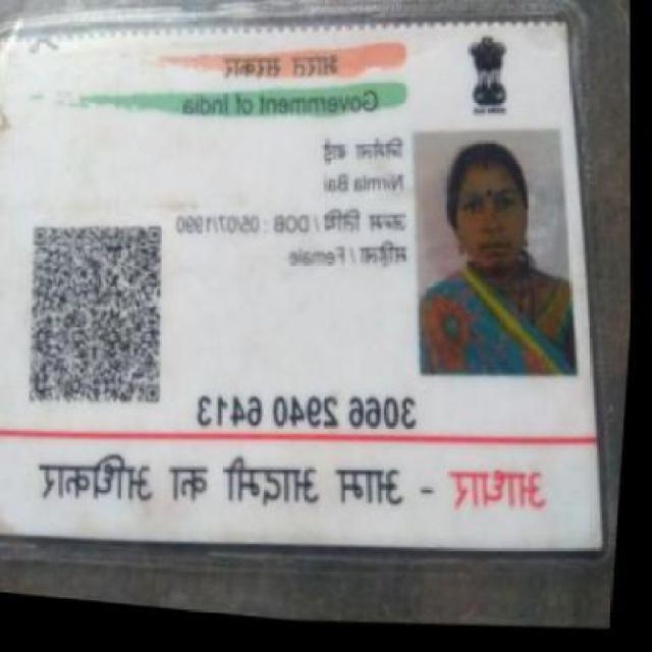 भारत सरकार
Government of India
निर्मला बाई
Nirmla Bai
जन्म तिथि / DOB : 05/07/1990
महिला / Female
3066 2940 6413
आधार - आम आदमी का अधिकार